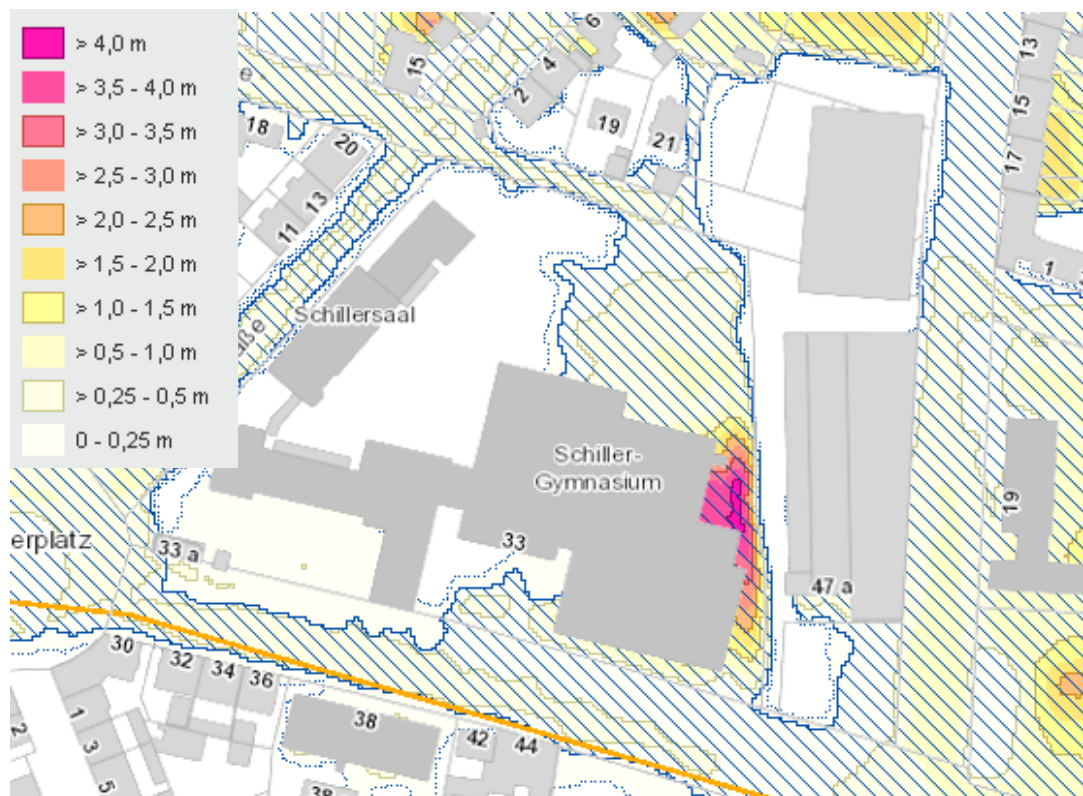 > 4,0 m
> 3,5 - 4,0 m
> 3,0 - 3,5 m
> 2,5 - 3,0 m
> 2,0 - 2,5 m
> 1,5 - 2,0 m
> 1,0 - 1,5 m
> 0,5 - 1,0 m
> 0,25 - 0,5 m
0 - 0,25 m
15
2
4
6
19
21
18
20
13
11
13
15
17
1
Schillersaal
aße
Schiller-
Gymnasium
33
33 a
erplatz
47 a
19
30
32
34
36
38
42
44
1
3
5
2
38